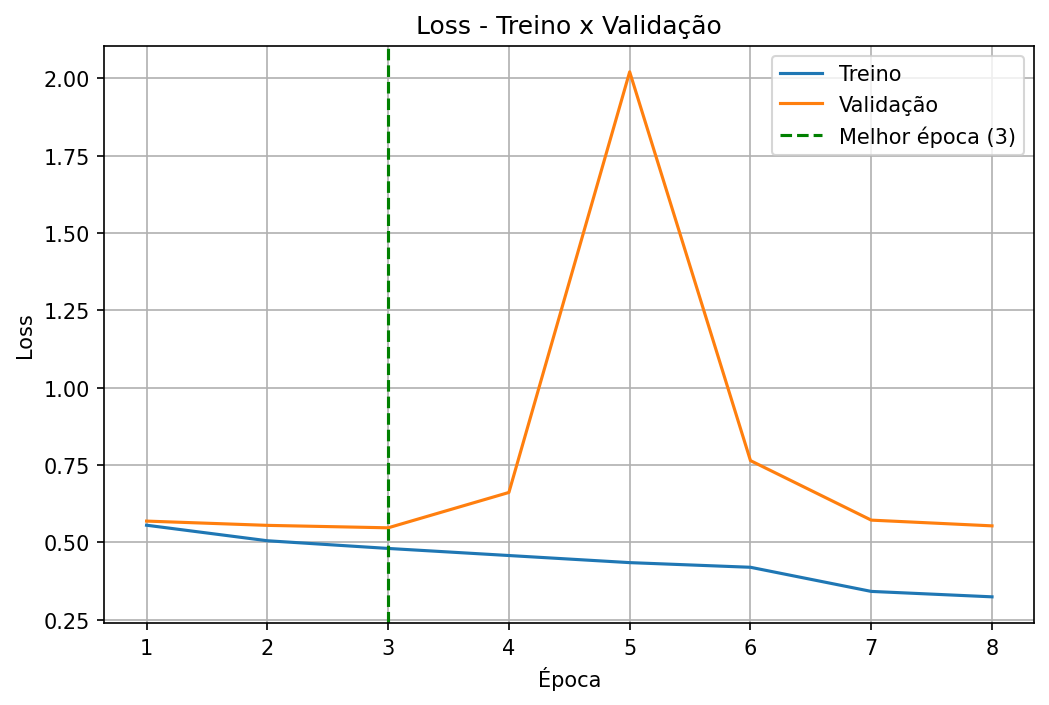 Loss - Treino x Validação
Treino
Validação
Melhor época (3)
Loss
2.00
1.75
1.50
1.25
1.00
0.75
0.50
0.25
1 2 3 4 5 6 7 8
Época